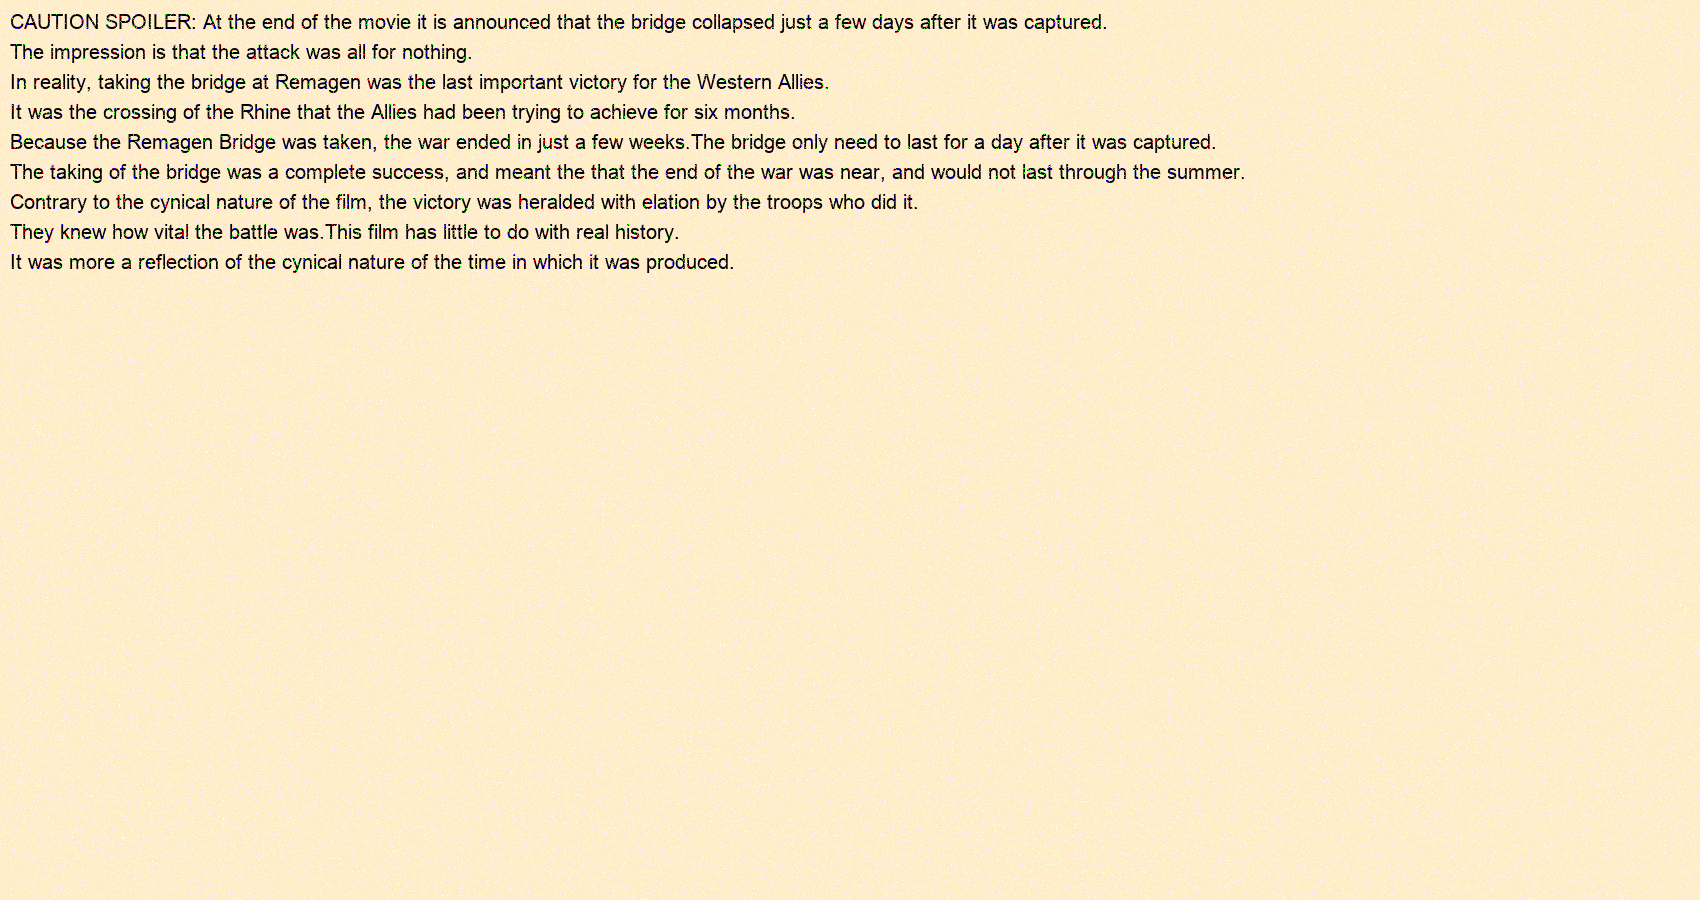 CAUTION SPOILER: At the end of the movie it is announced that the bridge collapsed just a few days after it was captured.
The impression is that the attack was all for nothing.
In reality, taking the bridge at Remagen was the last important victory for the Western Allies.
It was the crossing of the Rhine that the Allies had been trying to achieve for six months.
Because the Remagen Bridge was taken, the war ended in just a few weeks.The bridge only need to last for a day after it was captured.
The taking of the bridge was a complete success, and meant the that the end of the war was near, and would not last through the summer.
Contrary to the cynical nature of the film, the victory was heralded with elation by the troops who did it.
They knew how vital the battle was.This film has little to do with real history.
It was more a reflection of the cynical nature of the time in which it was produced.